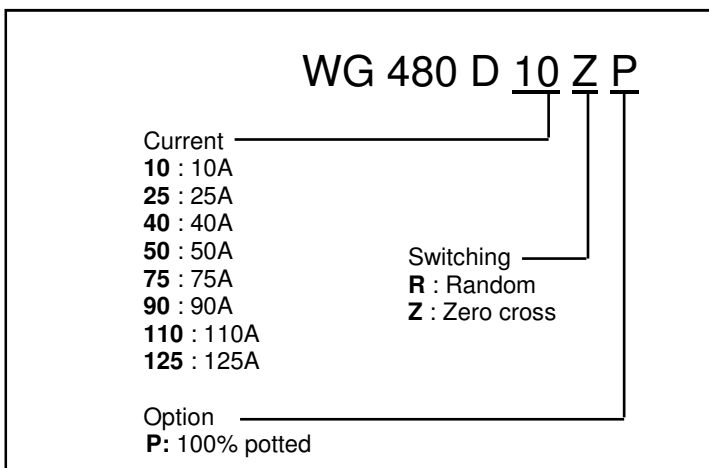 WG 480 D 10 Z P
Current
10 : 10A
25 : 25A
40 : 40A
50 : 50A
75 : 75A
90 : 90A
110 : 110A
125 : 125A
Switching
R : Random
Z : Zero cross
Option
P: 100% potted